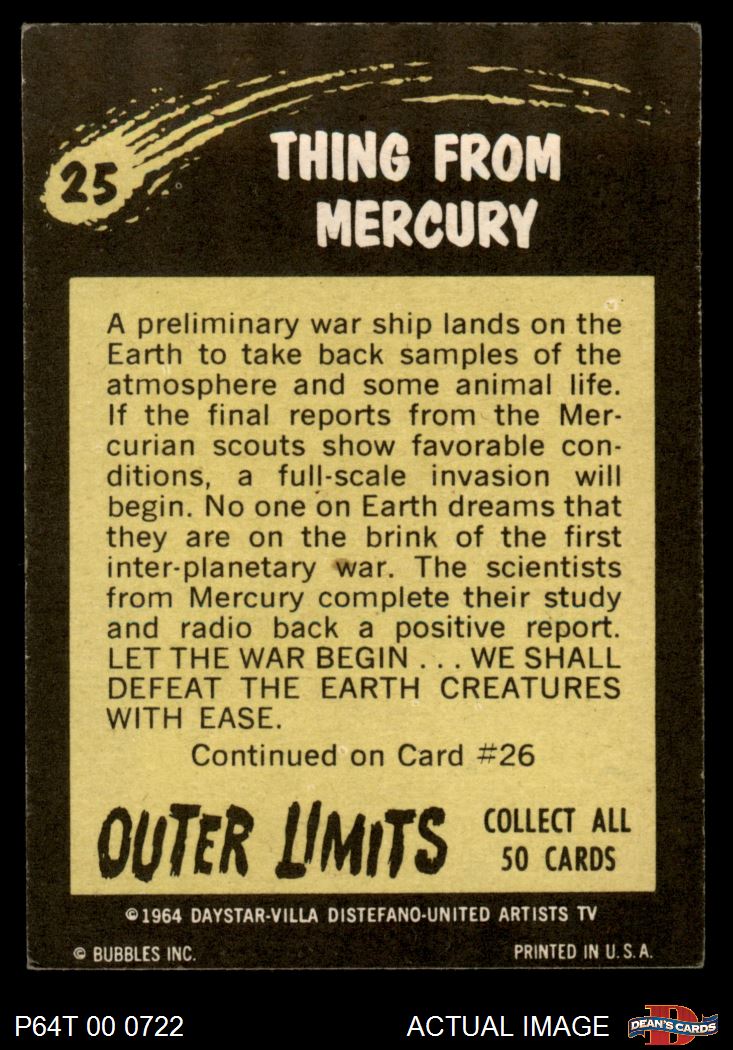 25
THING FROM
MERCURY
A preliminary war ship lands on the
Earth to take back samples of the
atmosphere and some animal life.
If the final reports from the Mer-
curian scouts show favorable con-
ditions, a full-scale invasion will
begin. No one on Earth dreams that
they are on the brink of the first
inter-planetary war. The scientists
from Mercury complete their study
and radio back a positive report.
LET THE WAR BEGIN . . . WE SHALL
DEFEAT THE EARTH CREATURES
WITH EASE.
Continued on Card #26
OUTER LIMITS
COLLECT ALL
50 CARDS
©1964 DAYSTAR-VILLA DISTEFANO-UNITED ARTISTS TV
© BUBBLES INC.
PRINTED IN U.S.A.
P64T 00 0722
ACTUAL IMAGE
D
DEAN'S CARDS